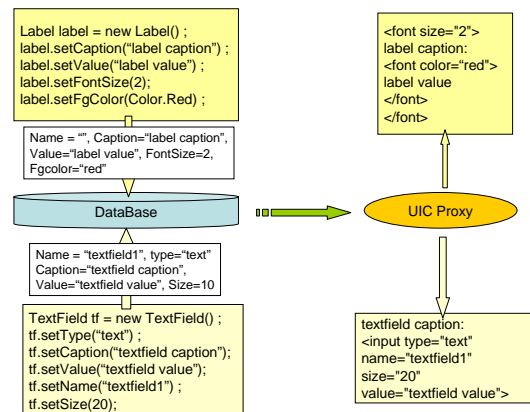 Label label = new Label() ;
label.setCaption(“label caption”) ;
label.setValue(“label value”) ;
label.setFontSize(2);
label.setFgColor(Color.Red) ;
Name = “”, Caption=“label caption”,
Value=“label value”, FontSize=2,
Fgcolor=“red”
DataBase
Name = “textfield1”, type=“text”
Caption=“textfield caption”,
Value=“textfield value”, Size=10
TextField tf = new TextField() ;
tf.setType(“text”) ;
tf.setCaption(“textfield caption”);
tf.setValue(“textfield value”);
tf.setName(“textfield1”) ;
tf.setSize(20);
<font size="2">
label caption:
<font color=“red">
label value
</font>
</font>
UIC Proxy
textfield caption:
<input type="text"
name="textfield1"
size="20"
value="textfield value">